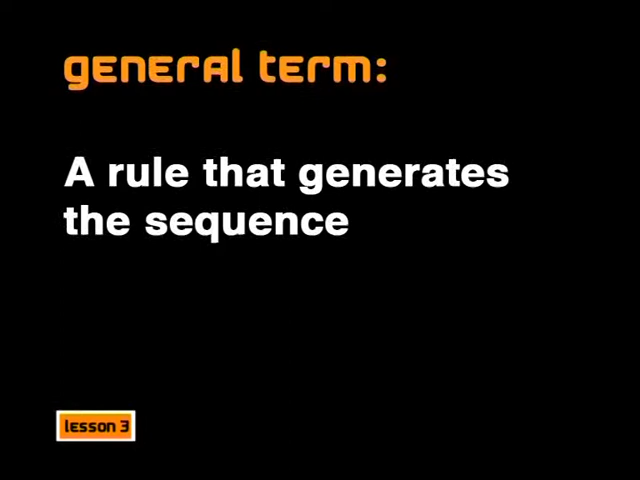 general term:
A rule that generates
the sequence
lesson 3